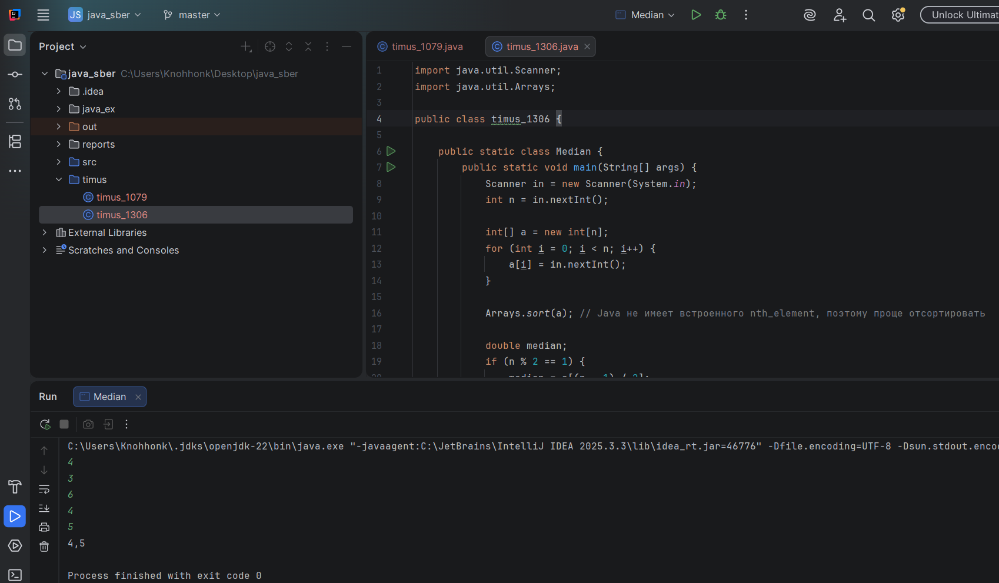 JS java_sber
master
Median
Unlock Ultimat
Project
java_sber C:\Users\Knohhonk\Desktop\java_sber
.idea
java_ex
out
reports
src
timus
timus_1079
timus_1306
External Libraries
Scratches and Consoles
timus_1079.java
timus_1306.java
1 import java.util.Scanner;
2 import java.util.Arrays;
3
4 public class timus_1306 {
5
6 public static class Median {
7 public static void main(String[] args) {
8 Scanner in = new Scanner(System.in);
9 int n = in.nextInt();
10
11 int[] a = new int[n];
12 for (int i = 0; i < n; i++) {
13 a[i] = in.nextInt();
14 }
15
16 Arrays.sort(a); // Java не имеет встроенного nth_element, поэтому проще отсортировать
17
18 double median;
19 if (n % 2 == 1) {
20 median = a[(n - 1) / 2];
Run
Median
C:\Users\Knohhonk\.jdks\openjdk-22\bin\java.exe "-javaagent:C:\JetBrains\IntelliJ IDEA 2025.3.3\lib\idea_rt.jar=46776" -Dfile.encoding=UTF-8 -Dsun.stdout.enco
4
3
6
4
5
4,5
Process finished with exit code 0